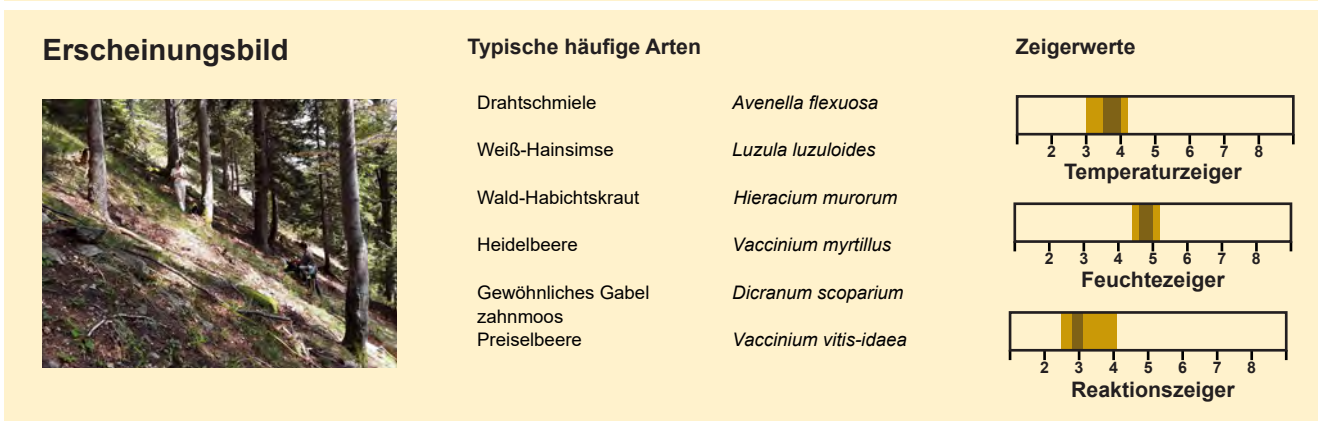 Erscheinungsbild
Typische häufige Arten
Drahtschmiele Avenella flexuosa
Weiß-Hainsimse Luzula luzuloides
Wald-Habichtskraut Hieracium murorum
Heidelbeere Vaccinium myrtillus
Gewöhnliches Gabel Dicranum scoparium
zahnmoos
Preiselbeere Vaccinium vitis-idaea
Zeigerwerte
2 3 4 5 6 7 8
Temperaturzeiger
2 3 4 5 6 7 8
Feuchtezeiger
2 3 4 5 6 7 8
Reaktionszeiger